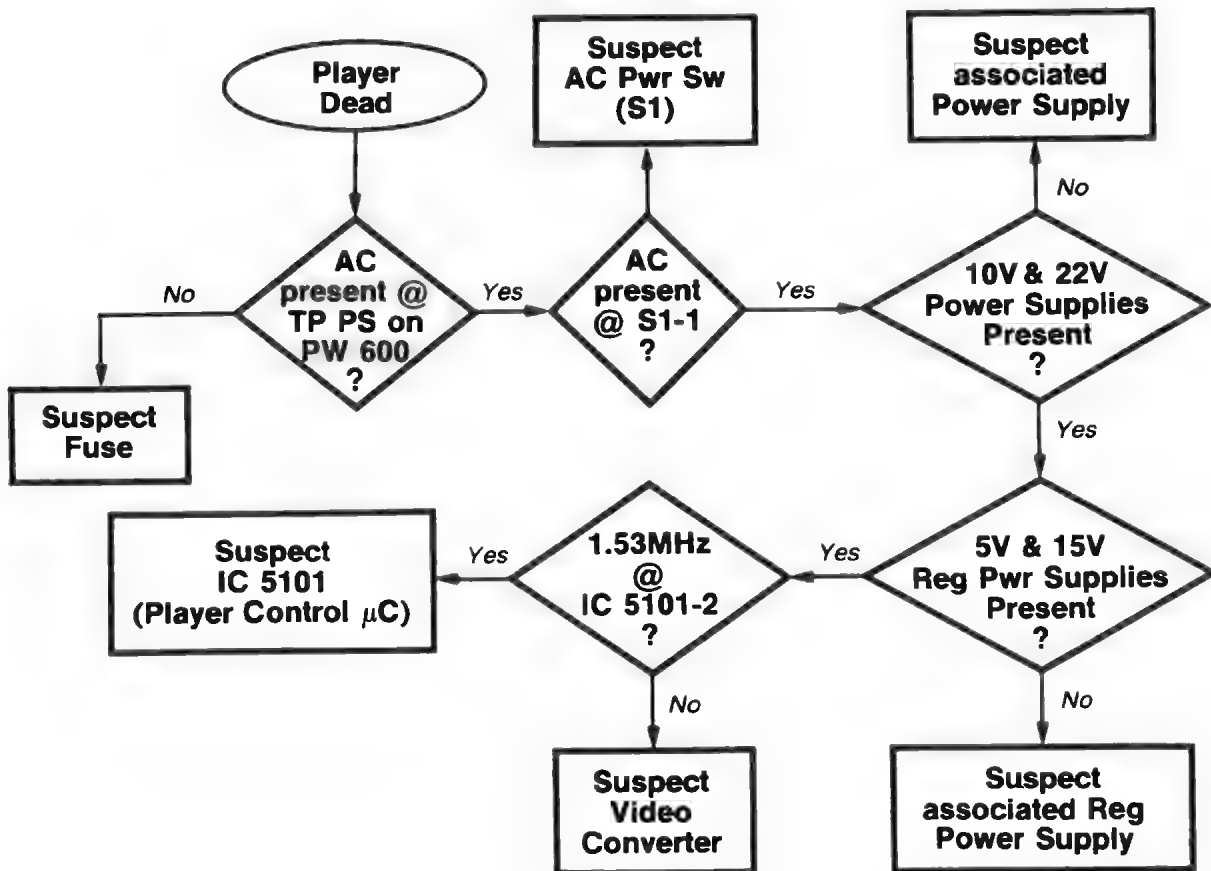 Player
Dead
Suspect
AC Pwr Sw
(S1)
Suspect
associated
Power Supply
No
AC
present @
TP PS on
PW 600
?
Yes
AC
present
@ S1-1
?
Yes
10V & 22V
Power Supplies
Present
?
No
Suspect
Fuse
Yes
Suspect
IC 5101
(Player Control μC)
Yes
1.53MHz
@
IC 5101-2
?
Yes
5V & 15V
Reg Pwr Supplies
Present
?
No
Suspect
Video
Converter
No
Suspect
associated Reg
Power Supply